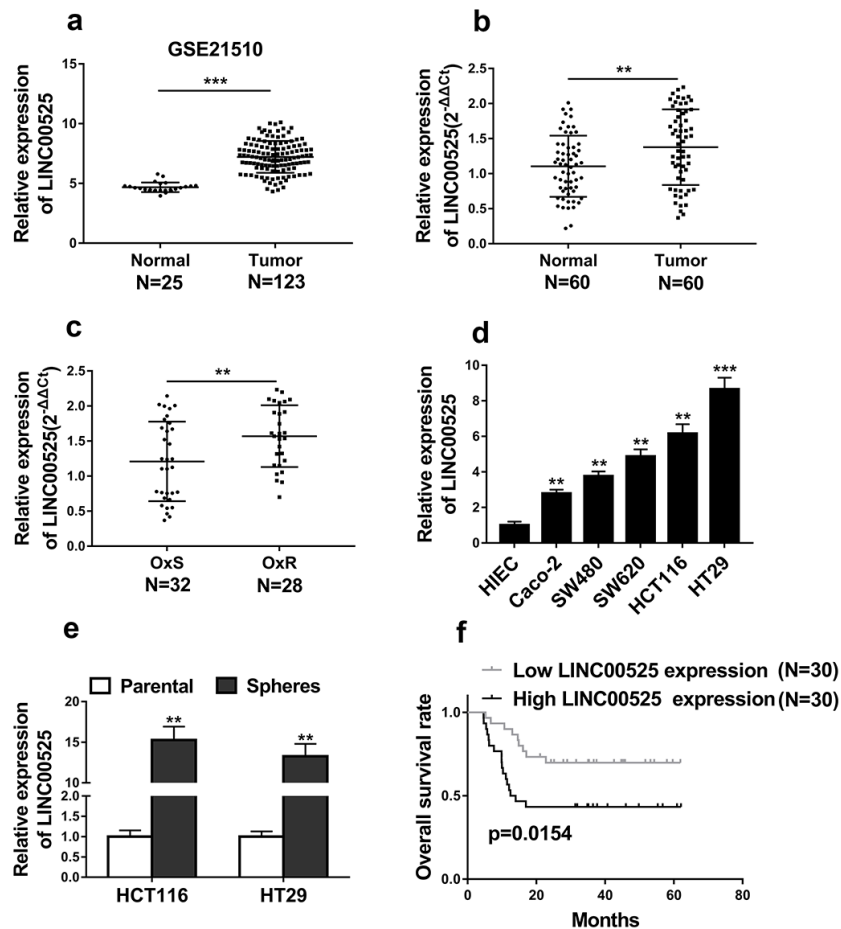 a
GSE21510
Relative expression
of LINC00525
***
15
10
5
0
Normal
Tumor
N=25
N=123
b
Relative expression
of LINC00525(2-ΔΔCt)
**
2.5
2.0
1.5
1.0
0.5
0.0
Normal
Tumor
N=60
N=60
c
Relative expression
of LINC00525(2-ΔΔCt)
**
2.5
2.0
1.5
1.0
0.5
0.0
OxS
OxR
N=32
N=28
d
Relative expression
of LINC00525
10
8
6
4
2
0
**
**
**
**
***
HIEC
Caco-2
SW480
SW620
HCT116
HT29
e
Parental
Spheres
Relative expression
of LINC00525
20
15
10
2.0
1.5
1.0
0.5
0.0
**
**
HCT116
HT29
f
Low LINC00525 expression (N=30)
High LINC00525 expression (N=30)
Overall survival rate
1.0
0.5
0.0
p=0.0154
0
20
40
60
80
Months